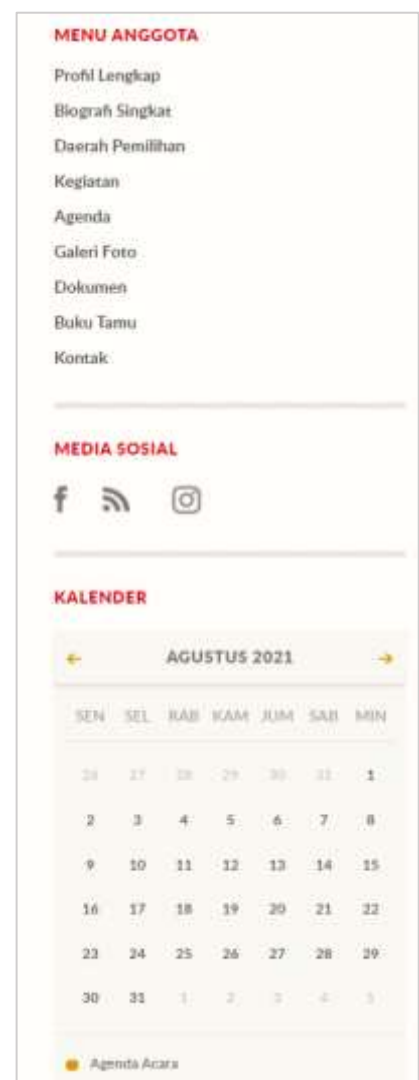 MENU ANGGOTA
Profil Lengkap
Biografi Singkat
Daerah Pemilihan
Kegiatan
Agenda
Galeri Foto
Dokumen
Buku Tamu
Kontak
MEDIA SOSIAL
KALENDER
AGUSTUS 2021
SEN SEL RAB KAM JUM SAB MIN
26 27 28 29 30 31 1
2 3 4 5 6 7 8
9 10 11 12 13 14 15
16 17 18 19 20 21 22
23 24 25 26 27 28 29
30 31 1 2 3 4 5
Agenda Acara